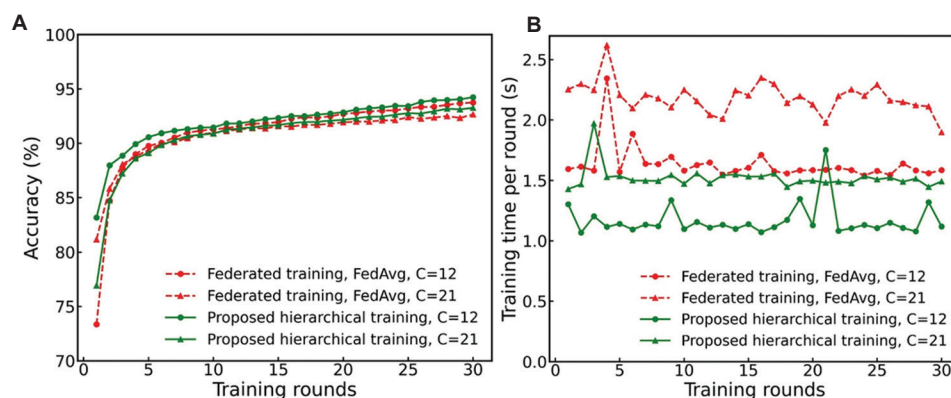 A
Accuracy (%)
100
95
90
85
80
75
70
0 5 10 15 20 25 30
Training rounds
Federated training, FedAvg, C=12
Federated training, FedAvg, C=21
Proposed hierarchical training, C=12
Proposed hierarchical training, C=21
B
Training time per round (s)
2.5
2.0
1.5
1.0
0.5
0.0
0 5 10 15 20 25 30
Training rounds
Federated training, FedAvg, C=12
Federated training, FedAvg, C=21
Proposed hierarchical training, C=12
Proposed hierarchical training, C=21